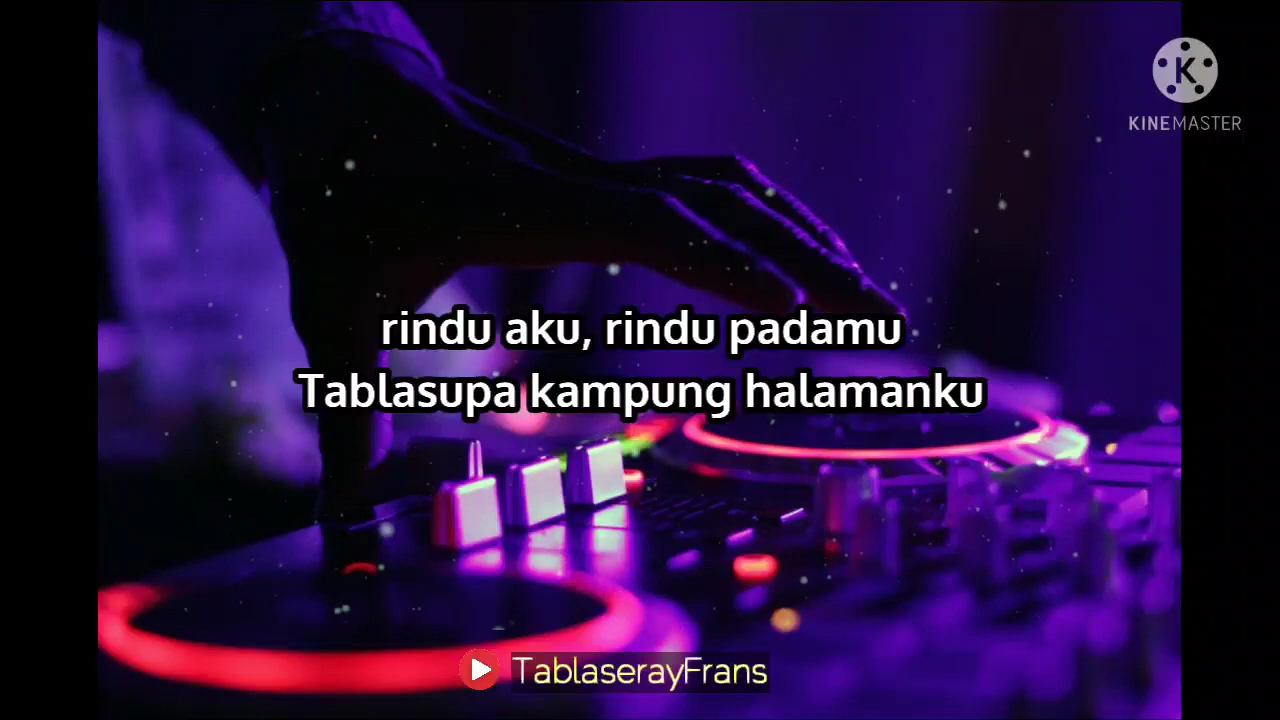 K
KINEMASTER
rindu aku, rindu padamu
Tablasupa kampung halamanku
TablaserayFrans